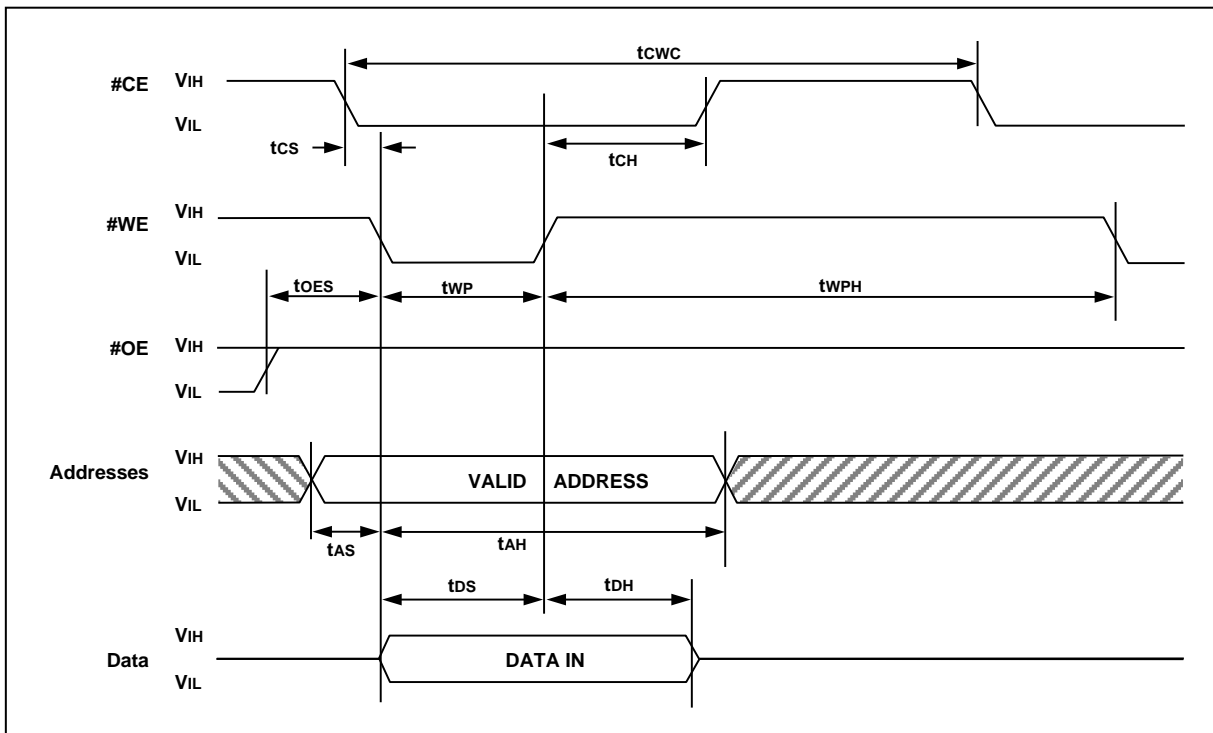 tCWC
#CE
VIH
VIL
tCS
tCH
#WE
VIH
VIL
tOES
tWP
tWPH
#OE
VIH
VIL
Addresses
VIH
VIL
VALID ADDRESS
tAS
tAH
tDS
tDH
Data
VIH
VIL
DATA IN